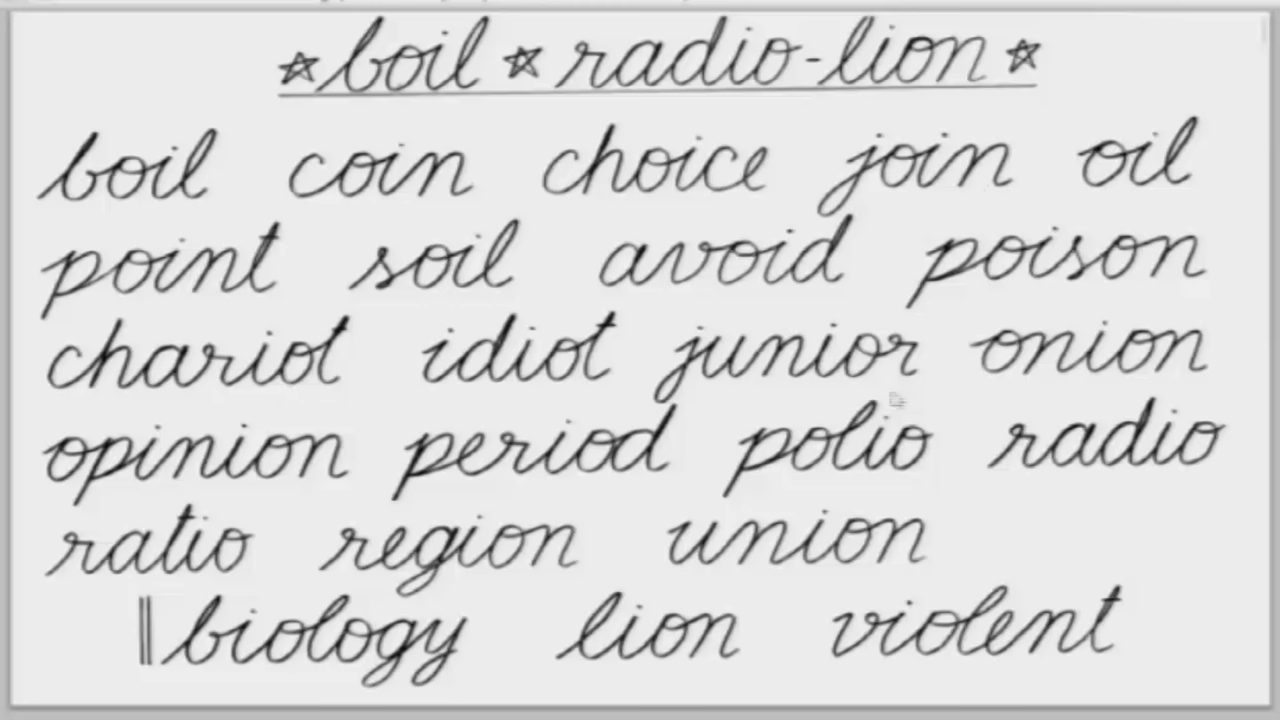 ☆ boil ☆ radio-lion ☆
boil coin choice join oil
point soil avoid poison
chariot idiot junior onion
opinion period polio radio
ratio region union
‖ biology lion violent